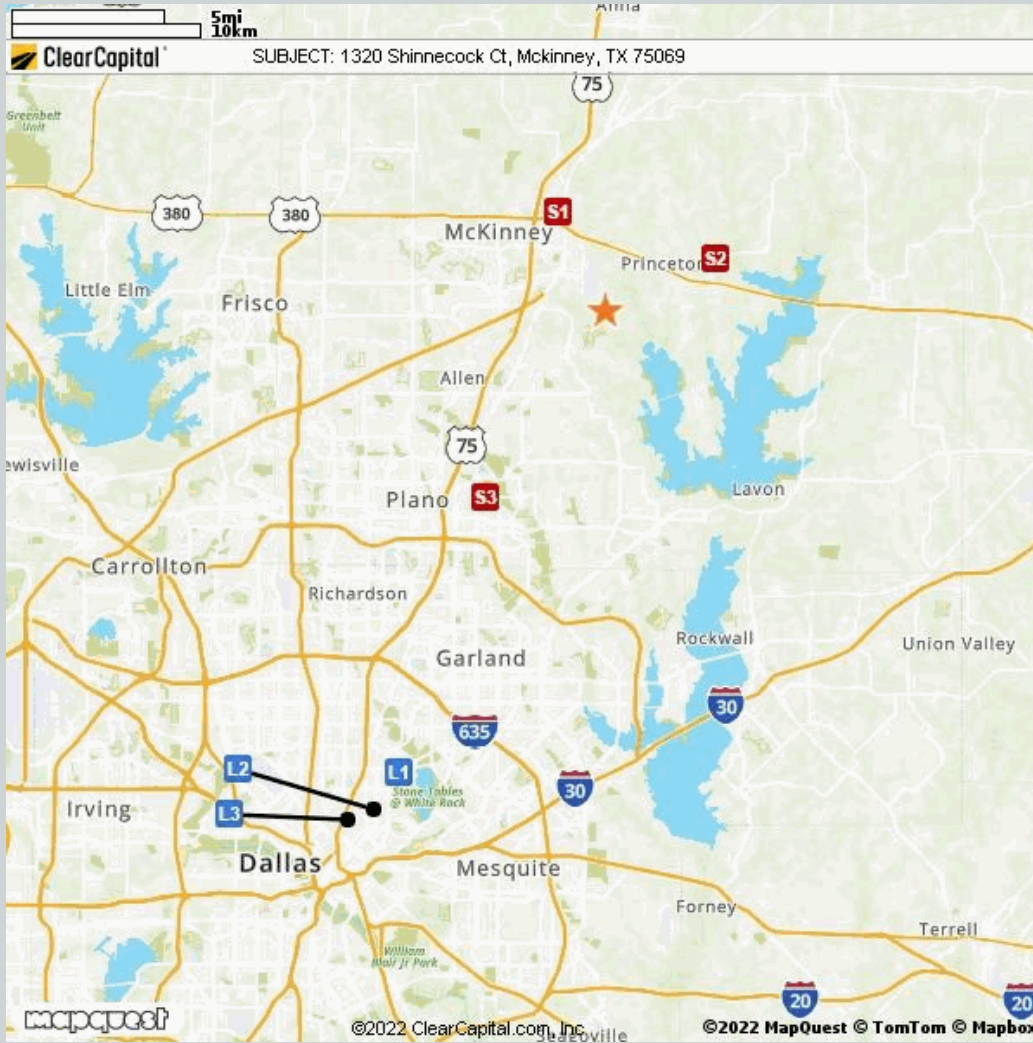 5mi
10km
ClearCapital
SUBJECT: 1320 Shinnecock Ct, Mckinney, TX 75069
75
Greenbelt
Unit
380
380
S1
McKinney
S2
Princeton
Little Elm
Frisco
Allen
75
ewisville
Plano
S3
Lavon
Carrollton
Richardson
Rockwall
Union Valley
Garland
30
635
L2
L1
30
Stone Tables
@ White Rock
Irving
L3
Dallas
Mesquite
Forney
Terrell
William
Blair Jr Park
20
20
mapquest
©2022 ClearCapital.com, Inc.
©2022 MapQuest © TomTom © Mapbox